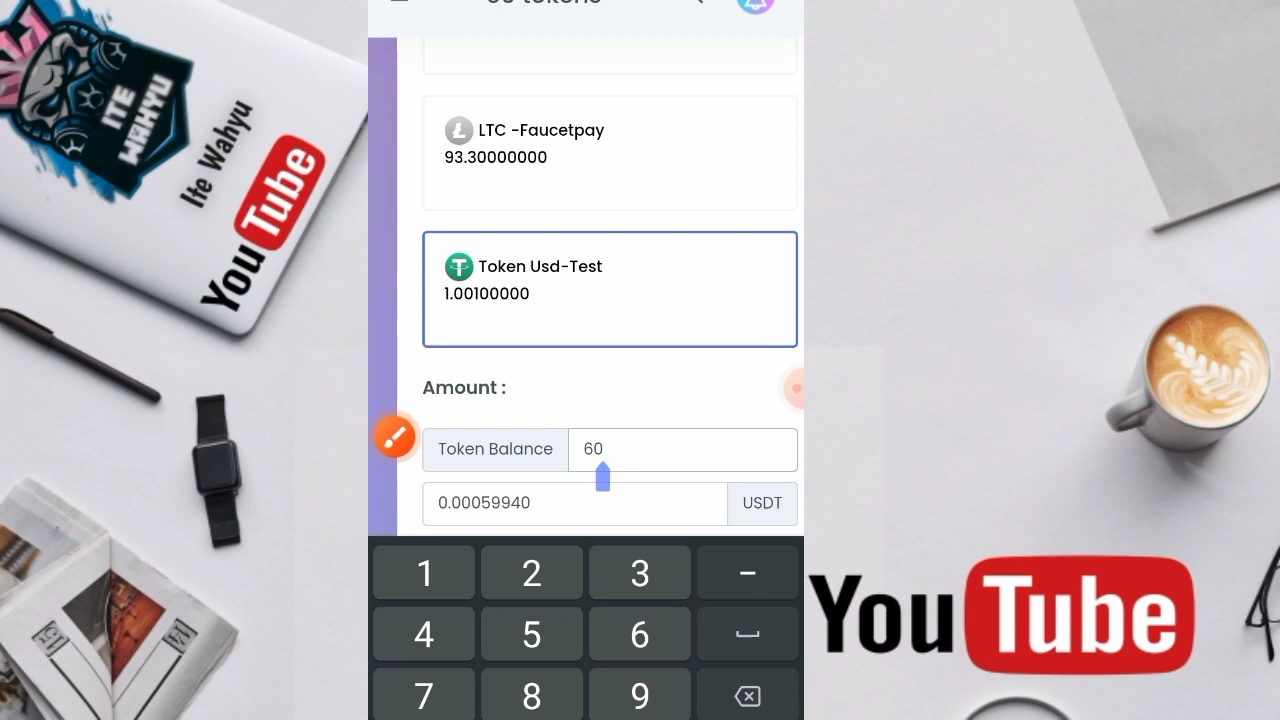 ITE
WAHYU
Ite Wahyu
YouTube
LTC -Faucetpay
93.30000000
Token Usd-Test
1.00100000
Amount :
Token Balance 60
0.00059940 USDT
1 2 3 −
4 5 6
7 8 9
YouTube